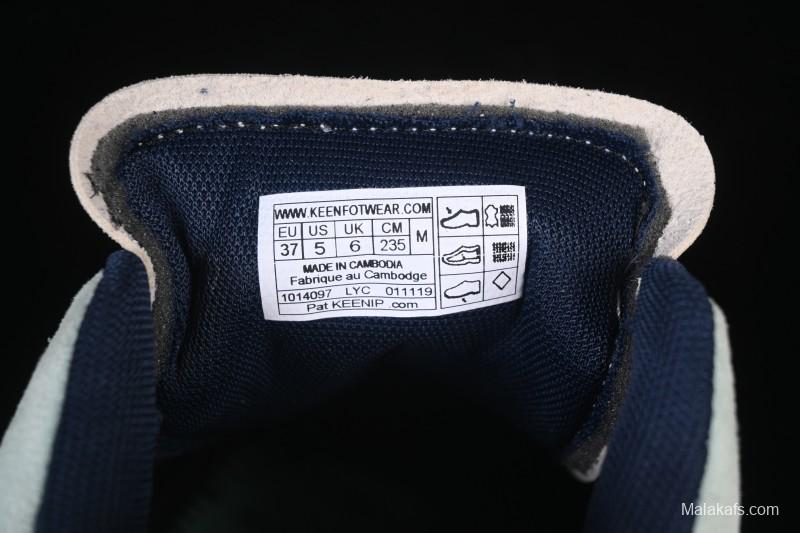 WWW.KEENFOTWEAR.COM
EU US UK CM M
37 5 6 235
MADE IN CAMBODIA
Fabrique au Cambodge
1014097 LYC 011119
Pat KEENIP .com
Malakafs.com